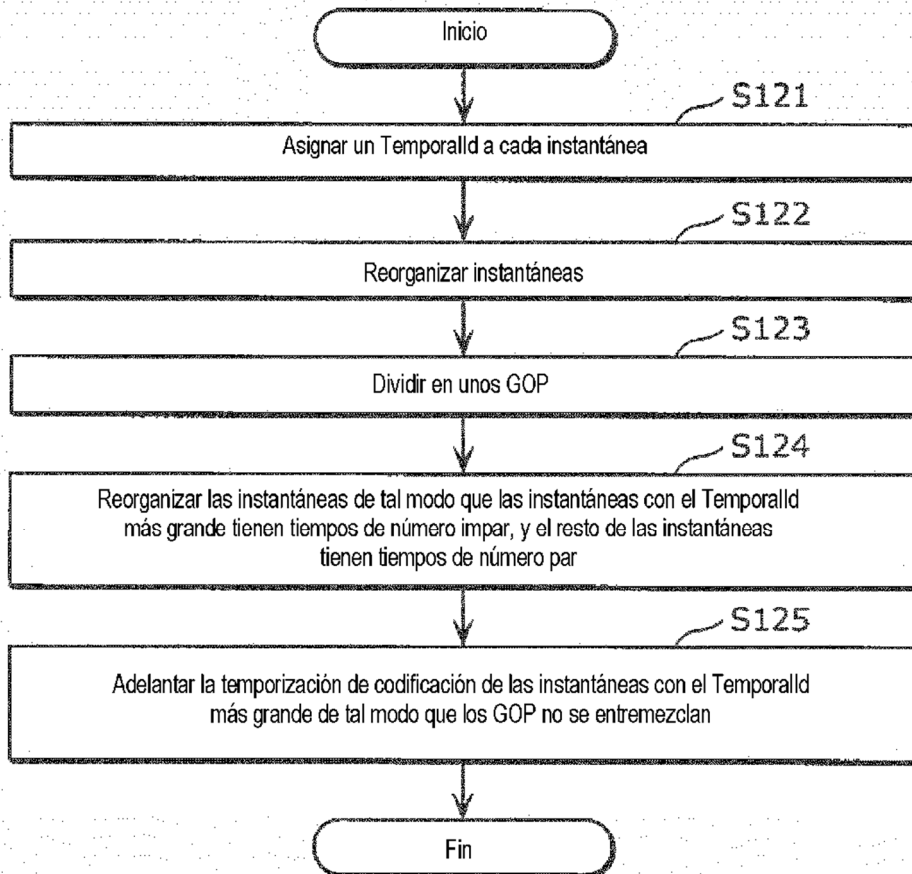 Inicio
S121
Asignar un TemporalId a cada instantánea
S122
Reorganizar instantáneas
S123
Dividir en unos GOP
S124
Reorganizar las instantáneas de tal modo que las instantáneas con el TemporalId
más grande tienen tiempos de número impar, y el resto de las instantáneas
tienen tiempos de número par
S125
Adelantar la temporización de codificación de las instantáneas con el TemporalId
más grande de tal modo que los GOP no se entremezclan
Fin